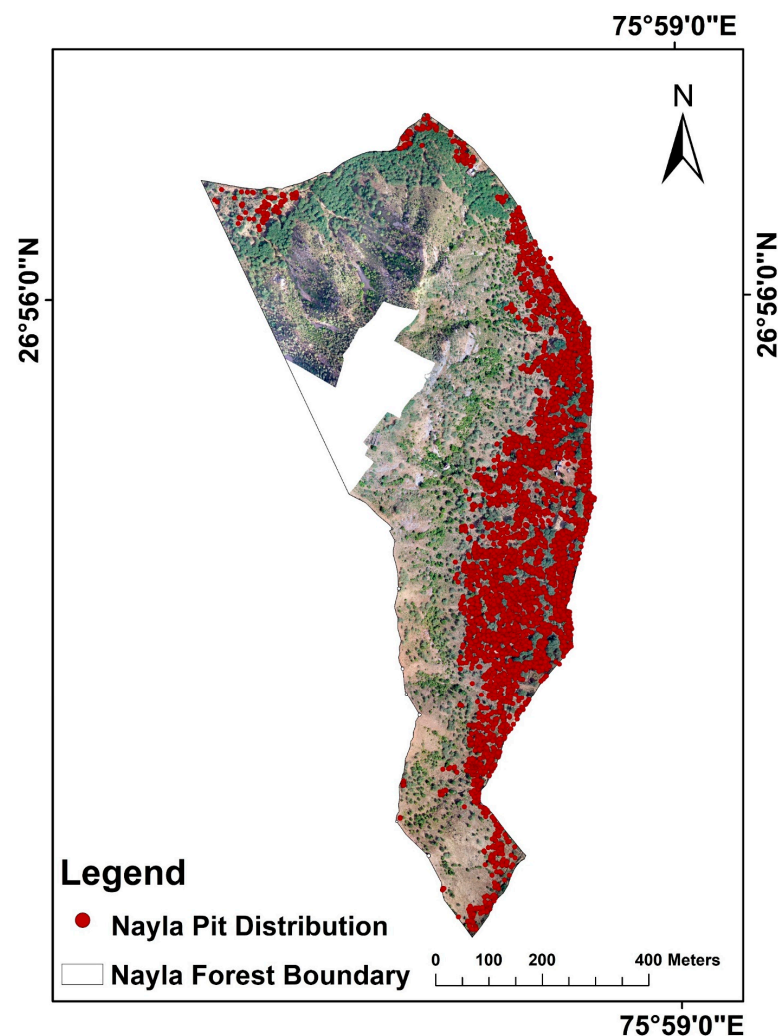 75°59'0"E
N
26°56'0"N
26°56'0"N
Legend
Nayla Pit Distribution
Nayla Forest Boundary
0 100 200 400 Meters
75°59'0"E